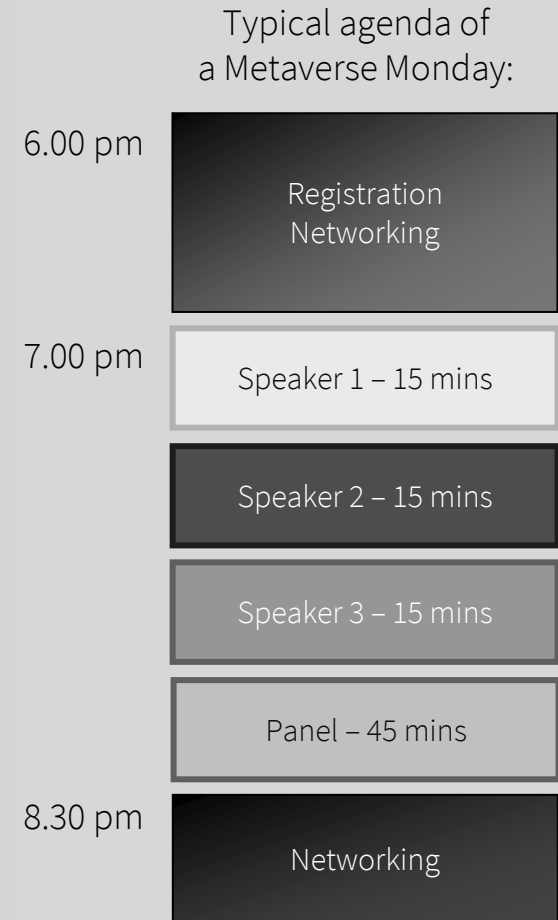 Typical agenda of
a Metaverse Monday:
6.00 pm
Registration
Networking
7.00 pm
Speaker 1 – 15 mins
Speaker 2 – 15 mins
Speaker 3 – 15 mins
Panel – 45 mins
8.30 pm
Networking